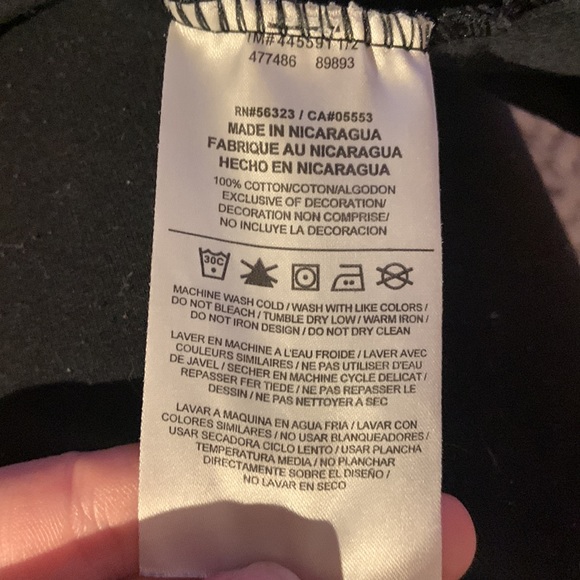 TM# 445591 1/2
477486 89893
RN#56323 / CA#05553
MADE IN NICARAGUA
FABRIQUE AU NICARAGUA
HECHO EN NICARAGUA
100% COTTON/COTON/ALGODON
EXCLUSIVE OF DECORATION/
DECORATION NON COMPRISE/
NO INCLUYE LA DECORACION
30C
MACHINE WASH COLD / WASH WITH LIKE COLORS /
DO NOT BLEACH / TUMBLE DRY LOW / WARM IRON /
DO NOT IRON DESIGN / DO NOT DRY CLEAN
LAVER EN MACHINE A L'EAU FROIDE / LAVER AVEC
COULEURS SIMILAIRES / NE PAS UTILISER D'EAU
DE JAVEL / SECHER EN MACHINE CYCLE DELICAT /
REPASSER FER TIEDE / NE PAS REPASSER LE
DESSIN / NE PAS NETTOYER A SEC
LAVAR A MAQUINA EN AGUA FRIA / LAVAR CON
COLORES SIMILARES / NO USAR BLANQUEADORES /
USAR SECADORA CICLO LENTO / USAR PLANCHA
TEMPERATURA MEDIA / NO PLANCHAR
DIRECTAMENTE SOBRE EL DISEÑO /
NO LAVAR EN SECO